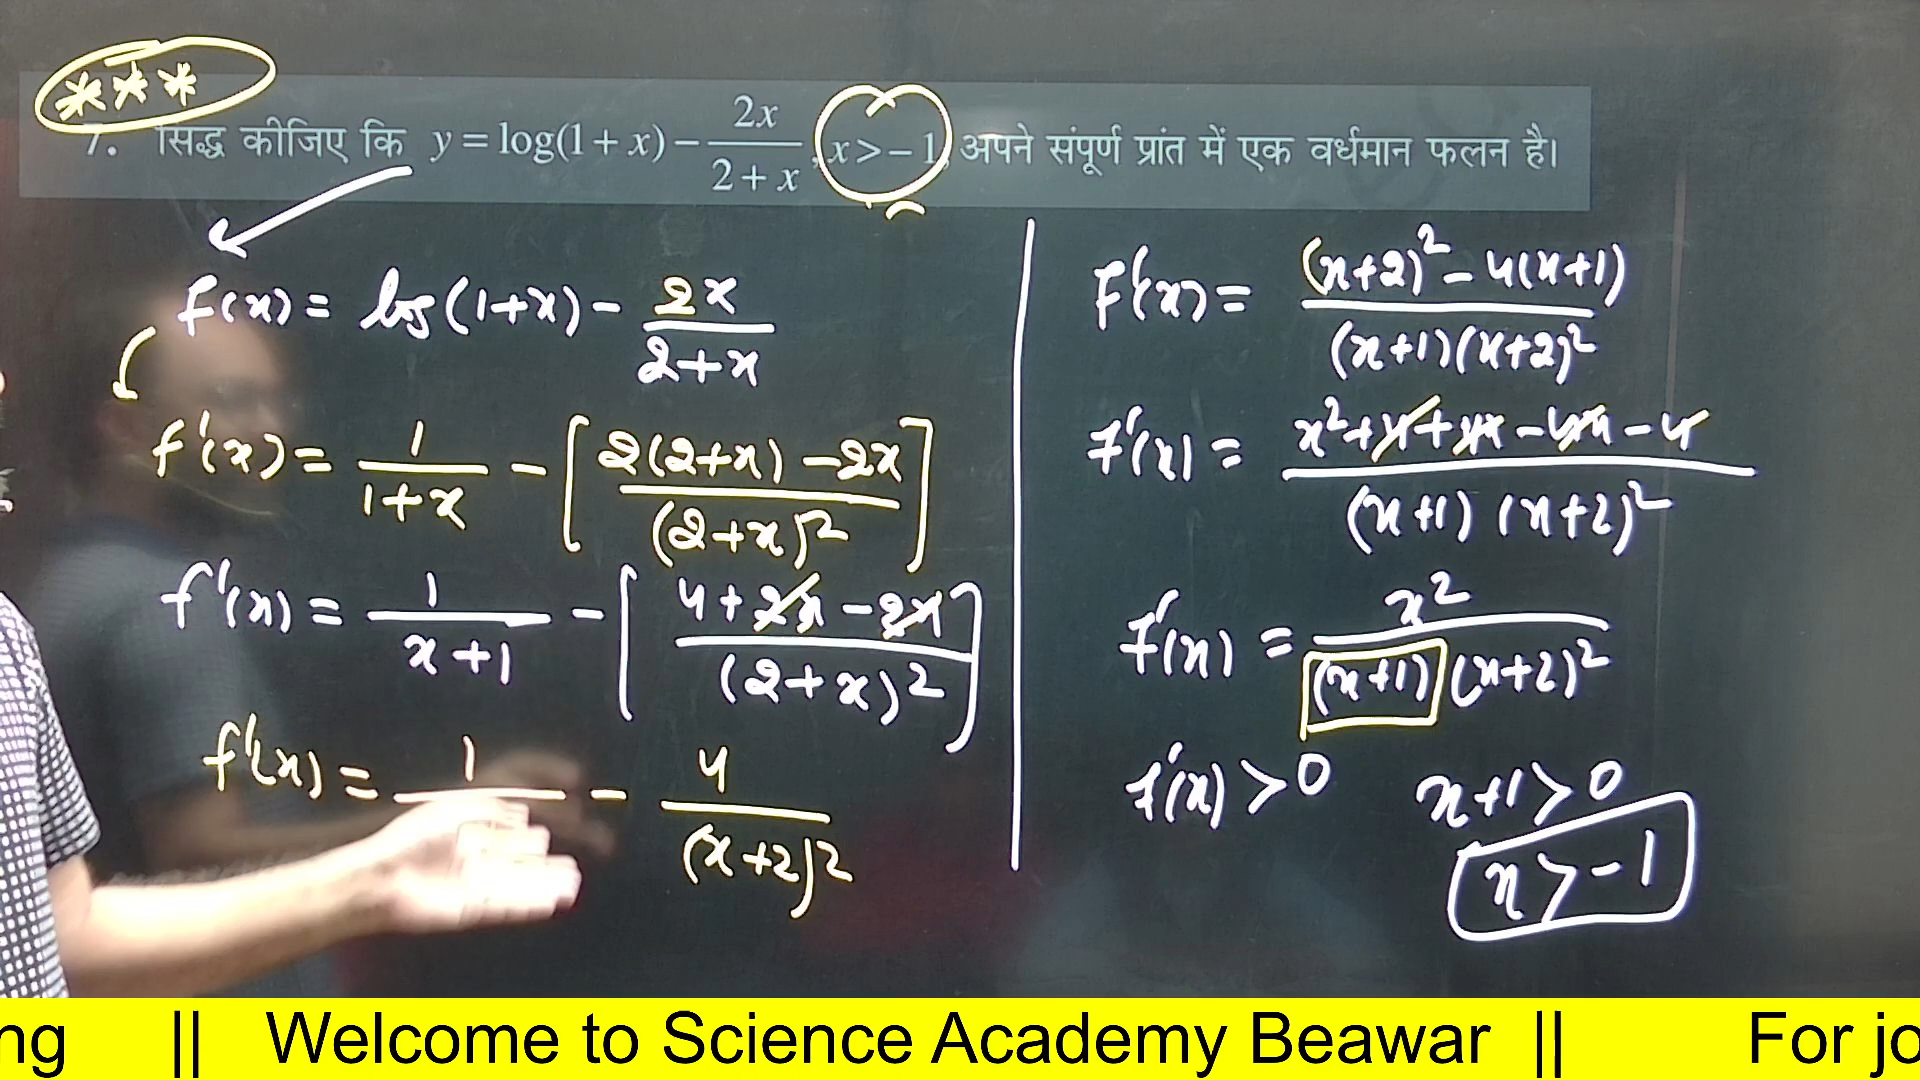 ***
7. सिद्ध कीजिए कि y = log(1 + x) − 2x/(2 + x), x > − 1, अपने संपूर्ण प्रांत में एक वर्धमान फलन है।
f(x) = log(1+x) - 2x/(2+x)
f'(x) = 1/(1+x) - [ (2(2+x) - 2x)/(2+x)² ]
f'(x) = 1/(x+1) - [ (4+2x-2x)/(2+x)² ]
f'(x) = 1/ - 4/(x+2)²
F'(x) = ((x+2)² - 4(x+1))/((x+1)(x+2)²)
f'(x) = (x²+4+4x-4x-4)/((x+1)(x+2)²)
f'(x) = x²/((x+1)(x+2)²)
f'(x) > 0 x+1 > 0
x > -1
ng || Welcome to Science Academy Beawar || For jo